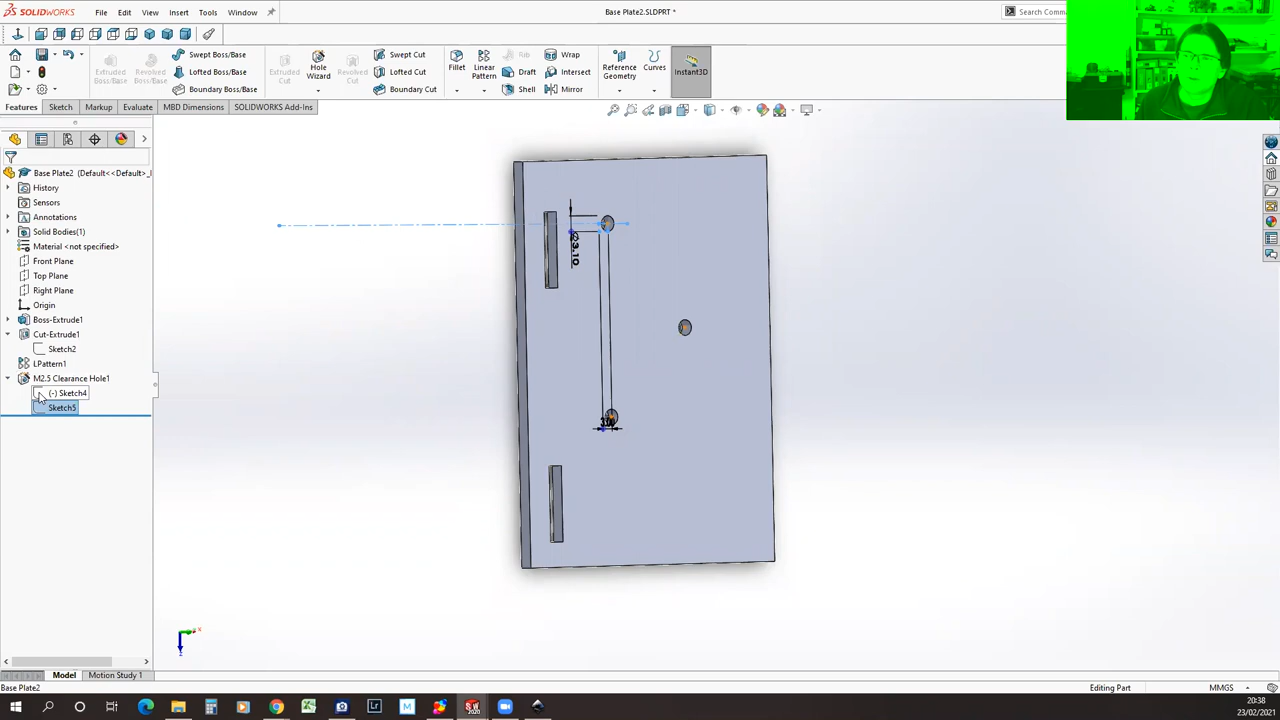 SOLIDWORKS File Edit View Insert Tools Window Base Plate2.SLDPRT * Search Comm
Extruded Boss/Base Revolved Boss/Base Swept Boss/Base Lofted Boss/Base Boundary Boss/Base Extruded Cut Hole Wizard Revolved Cut Swept Cut Lofted Cut Boundary Cut Fillet Linear Pattern Rib Draft Shell Wrap Intersect Mirror Reference Geometry Curves Instant3D
Features Sketch Markup Evaluate MBD Dimensions SOLIDWORKS Add-Ins
Base Plate2 (Default<<Default>_
History
Sensors
Annotations
Solid Bodies(1)
Material <not specified>
Front Plane
Top Plane
Right Plane
Origin
Boss-Extrude1
Cut-Extrude1
Sketch2
LPattern1
M2.5 Clearance Hole1
(-) Sketch4
Sketch5
Model Motion Study 1
Base Plate2 Editing Part MMGS
20:38
23/02/2021